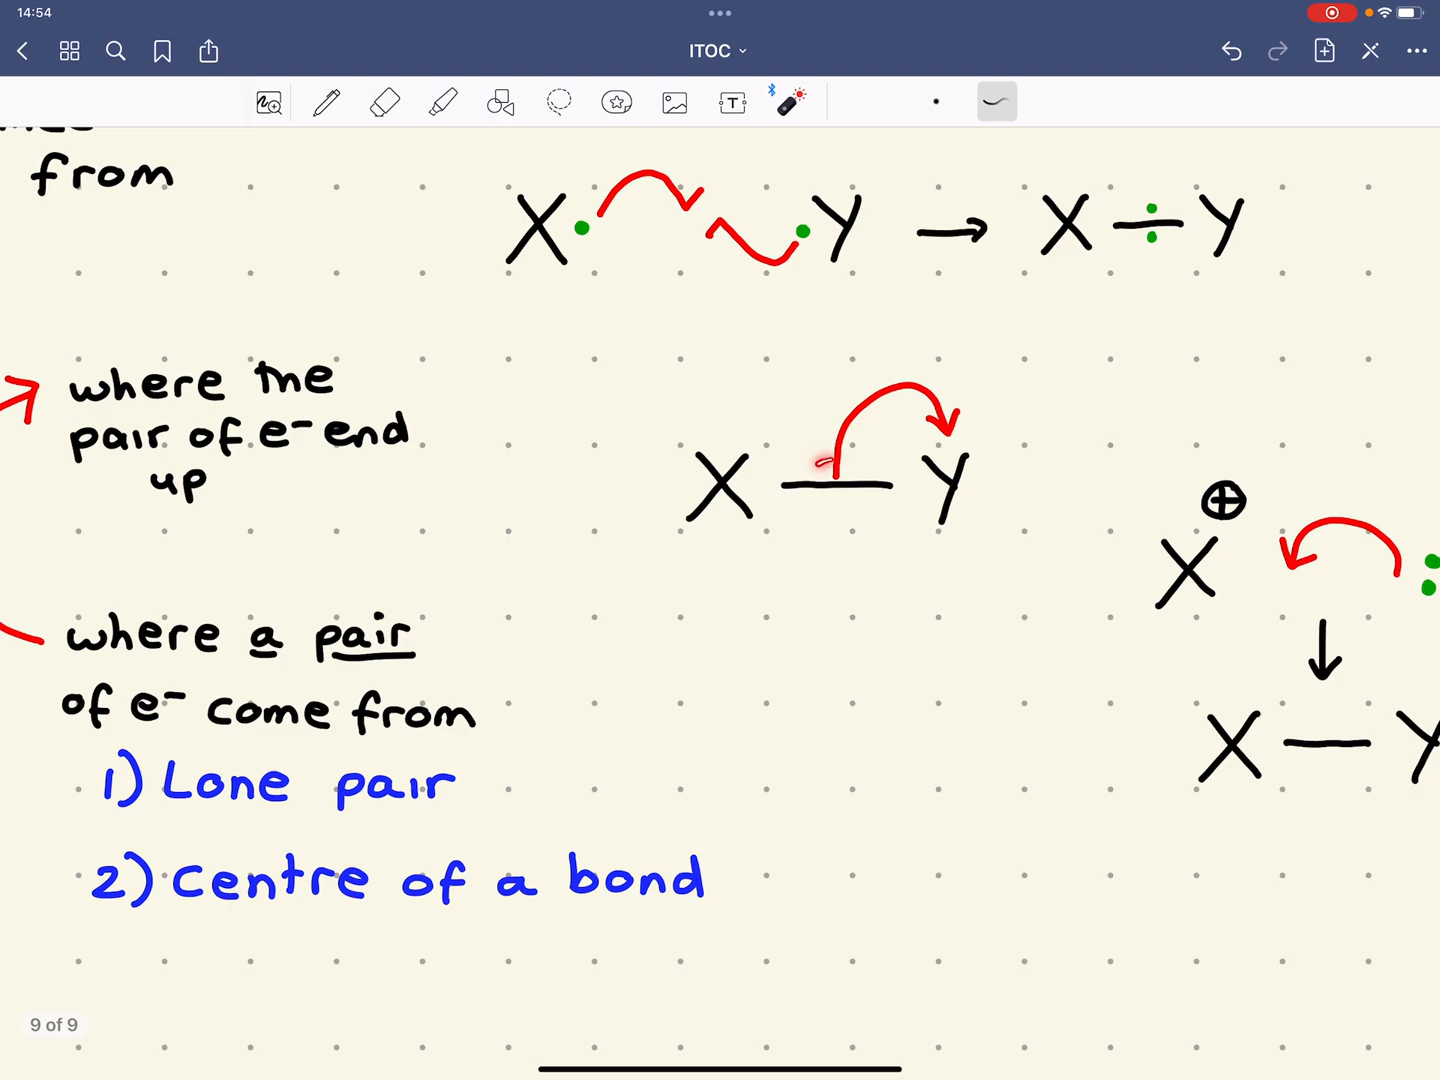 14:54
ITOC
from
X· ·Y → X ÷ Y
where the
pair of e⁻ end
up
X — Y
⊕
X :
↓
X — Y
where a pair
of e⁻ come from
1) Lone pair
2) Centre of a bond
9 of 9